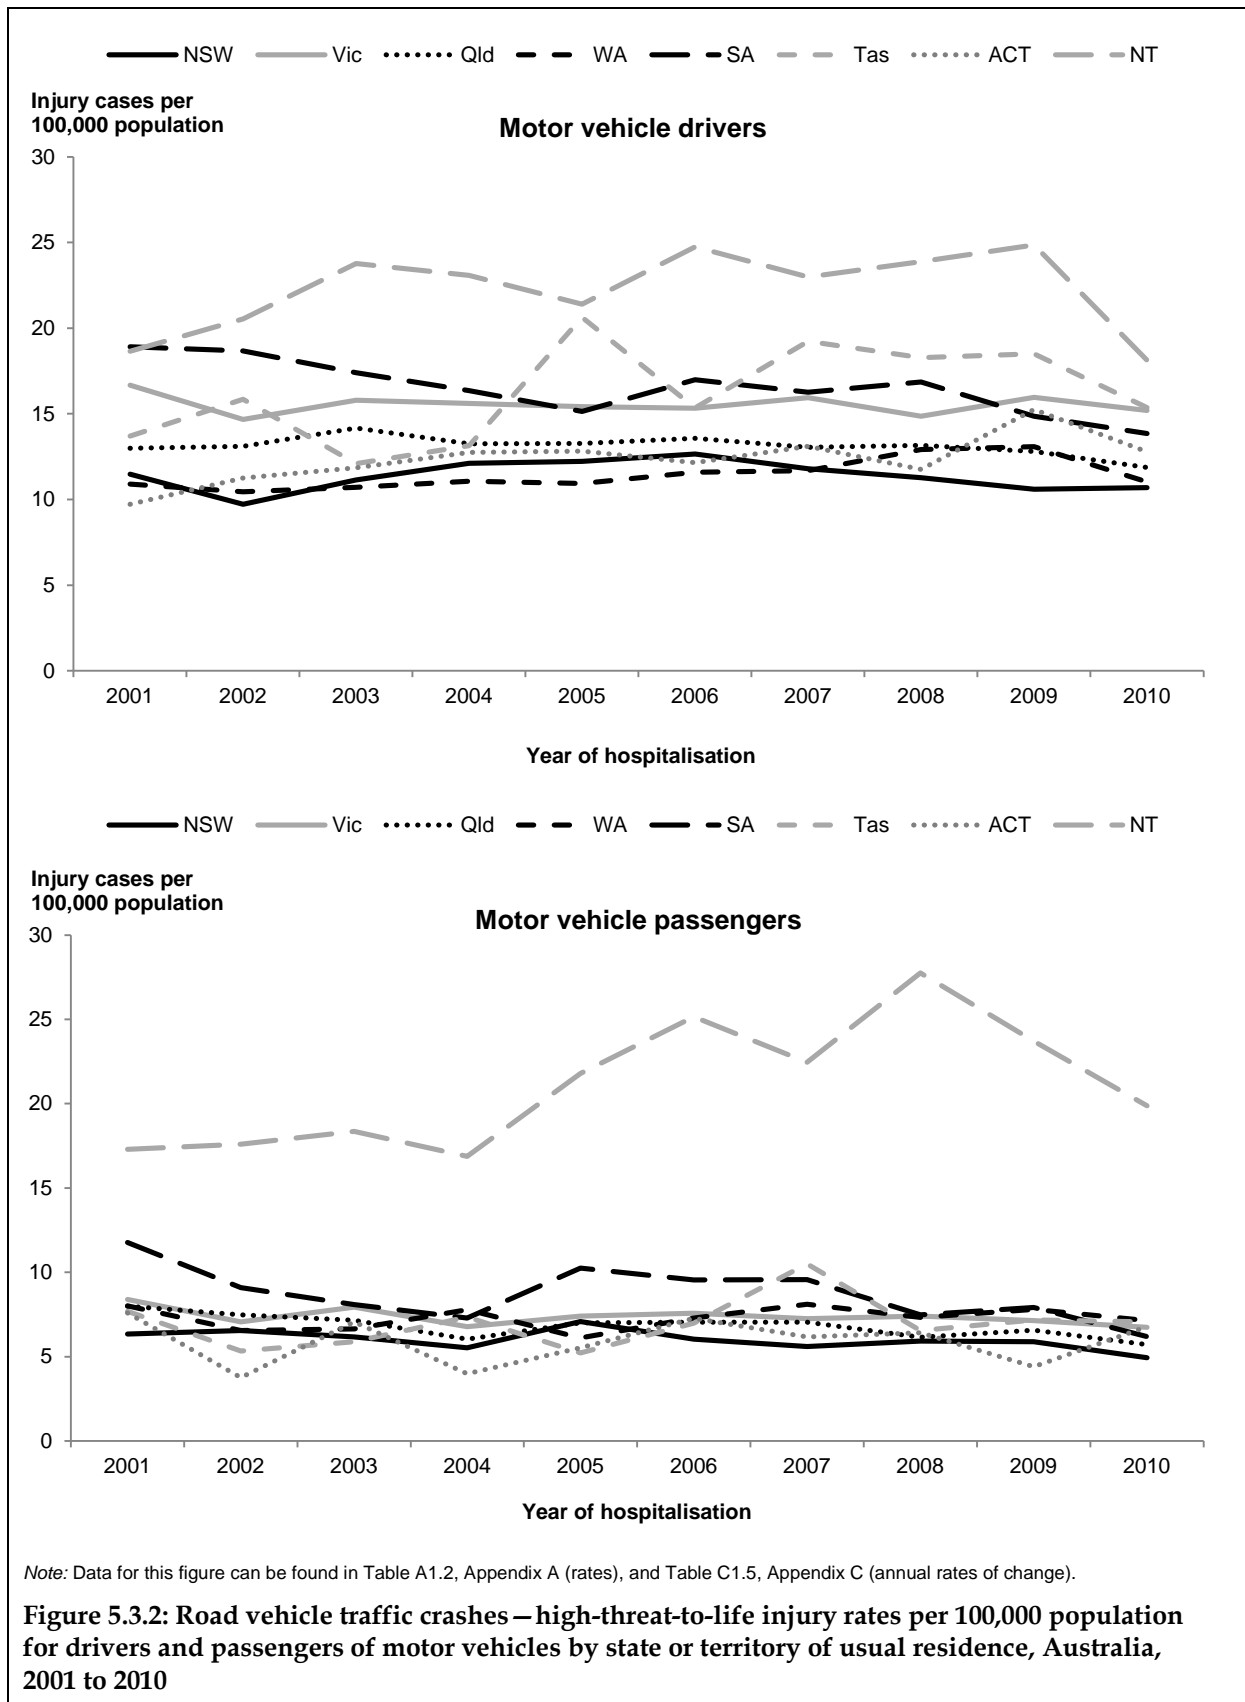 NSW Vic Qld WA SA Tas ACT NT
Injury cases per
100,000 population
Motor vehicle drivers
30
25
20
15
10
5
0
2001 2002 2003 2004 2005 2006 2007 2008 2009 2010
Year of hospitalisation
NSW Vic Qld WA SA Tas ACT NT
Injury cases per
100,000 population
Motor vehicle passengers
30
25
20
15
10
5
0
2001 2002 2003 2004 2005 2006 2007 2008 2009 2010
Year of hospitalisation
Note: Data for this figure can be found in Table A1.2, Appendix A (rates), and Table C1.5, Appendix C (annual rates of change).
Figure 5.3.2: Road vehicle traffic crashes—high-threat-to-life injury rates per 100,000 population
for drivers and passengers of motor vehicles by state or territory of usual residence, Australia,
2001 to 2010